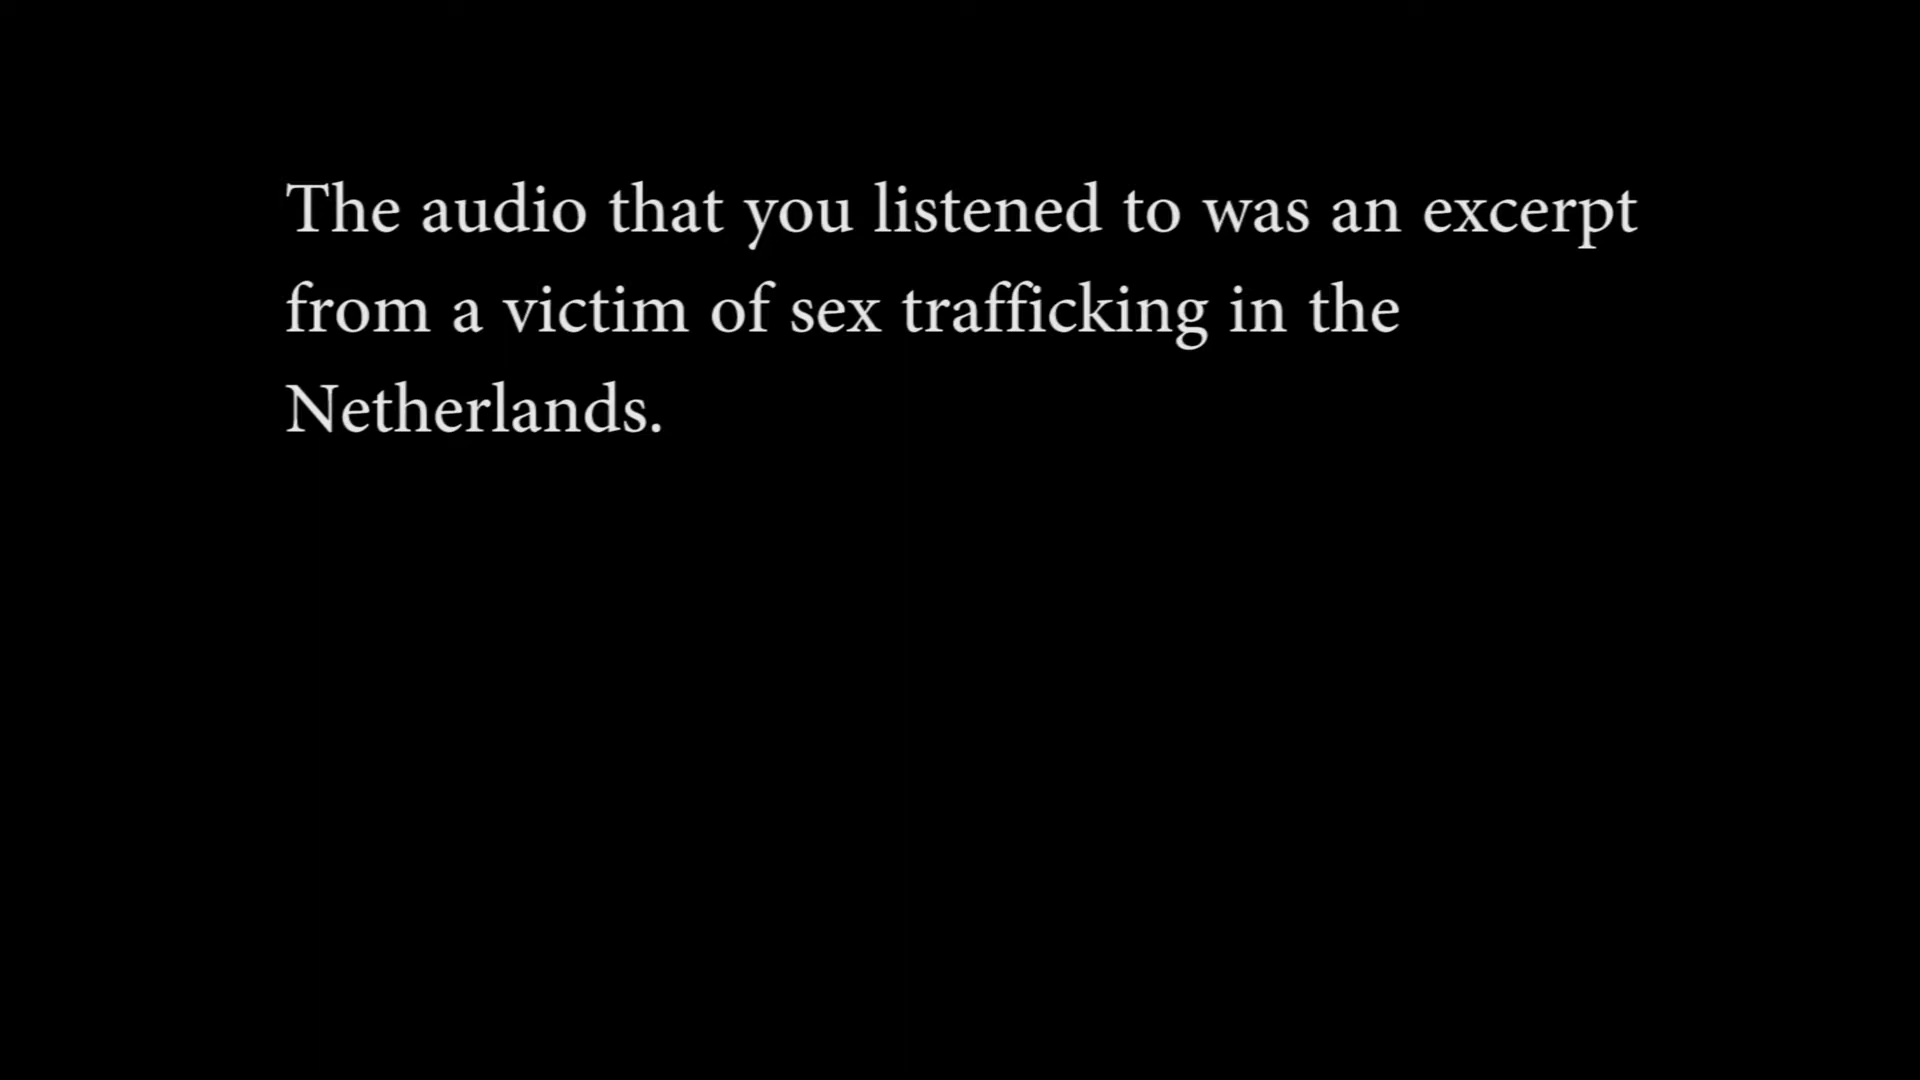 The audio that you listened to was an excerpt
from a victim of sex trafficking in the
Netherlands.